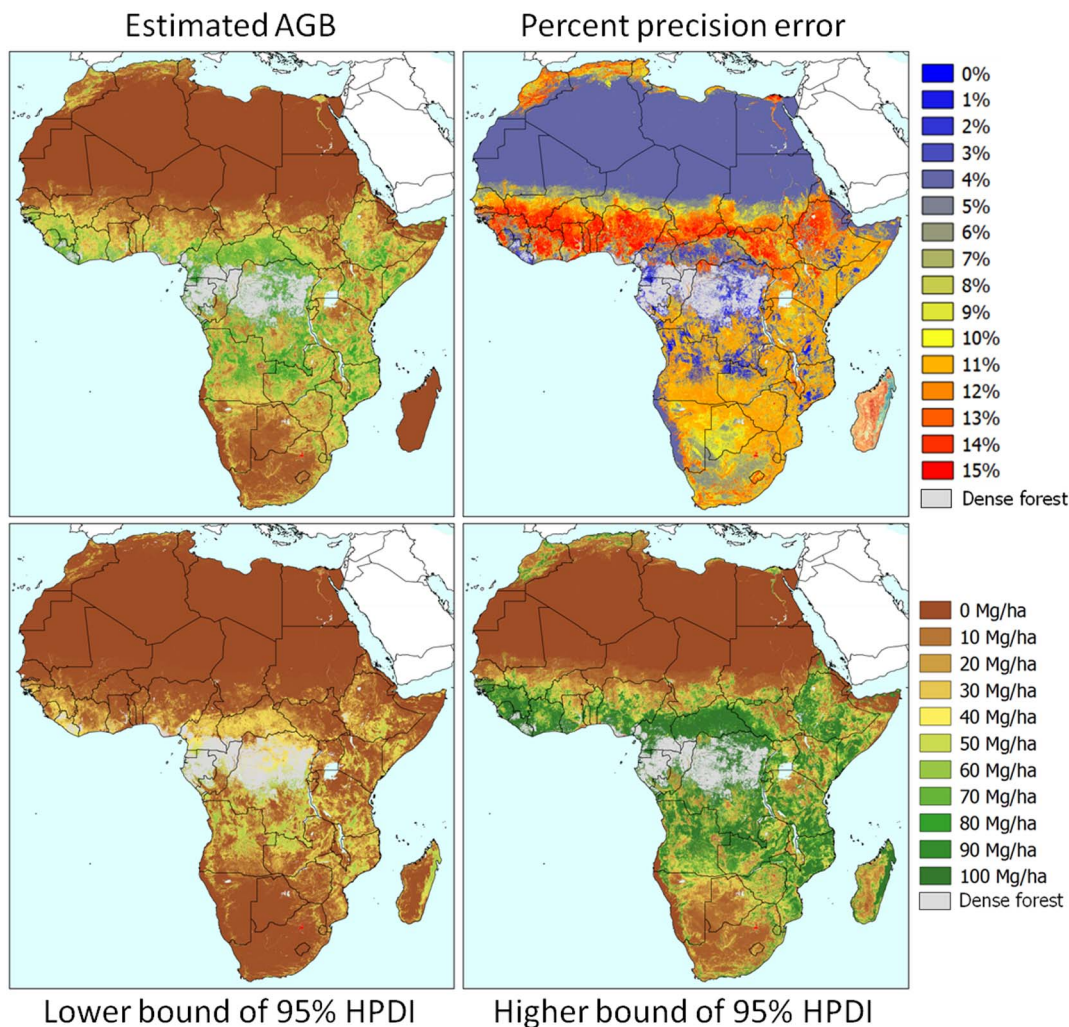 Estimated AGB
Percent precision error
0%
1%
2%
3%
4%
5%
6%
7%
8%
9%
10%
11%
12%
13%
14%
15%
Dense forest
0 Mg/ha
10 Mg/ha
20 Mg/ha
30 Mg/ha
40 Mg/ha
50 Mg/ha
60 Mg/ha
70 Mg/ha
80 Mg/ha
90 Mg/ha
100 Mg/ha
Dense forest
Lower bound of 95% HPDI
Higher bound of 95% HPDI